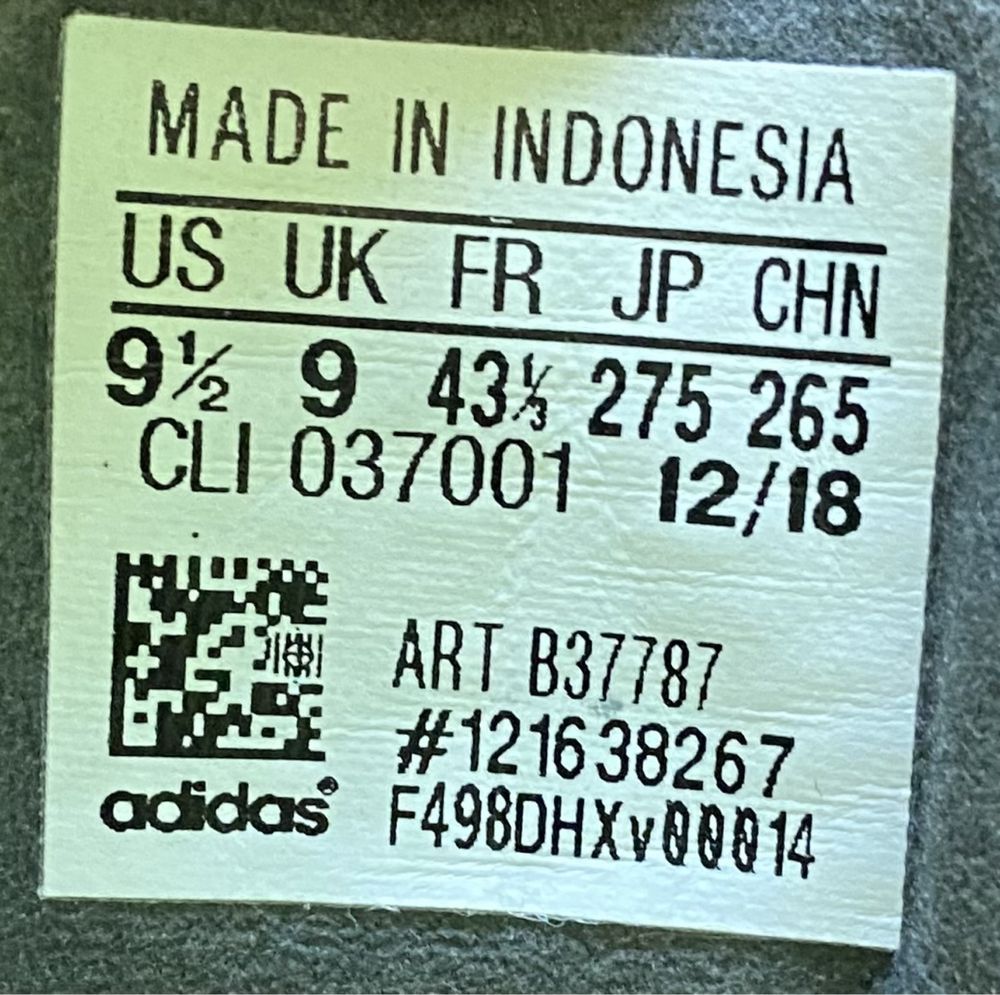 MADE IN INDONESIA
US UK FR JP CHN
9½ 9 43⅓ 275 265
CLI 037001 12/18
ART B37787
#121638267
adidas®
F498DHXv00014